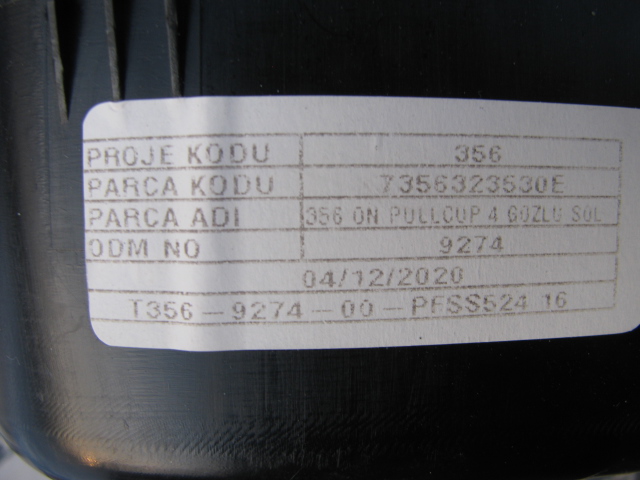 PROJE KODU 356
PARCA KODU 7356323530E
PARCA ADI 356 ON PULLCUP 4 GOZLU SOL
ODM NO 9274
04/12/2020
T356-9274-00-PFSS524 16